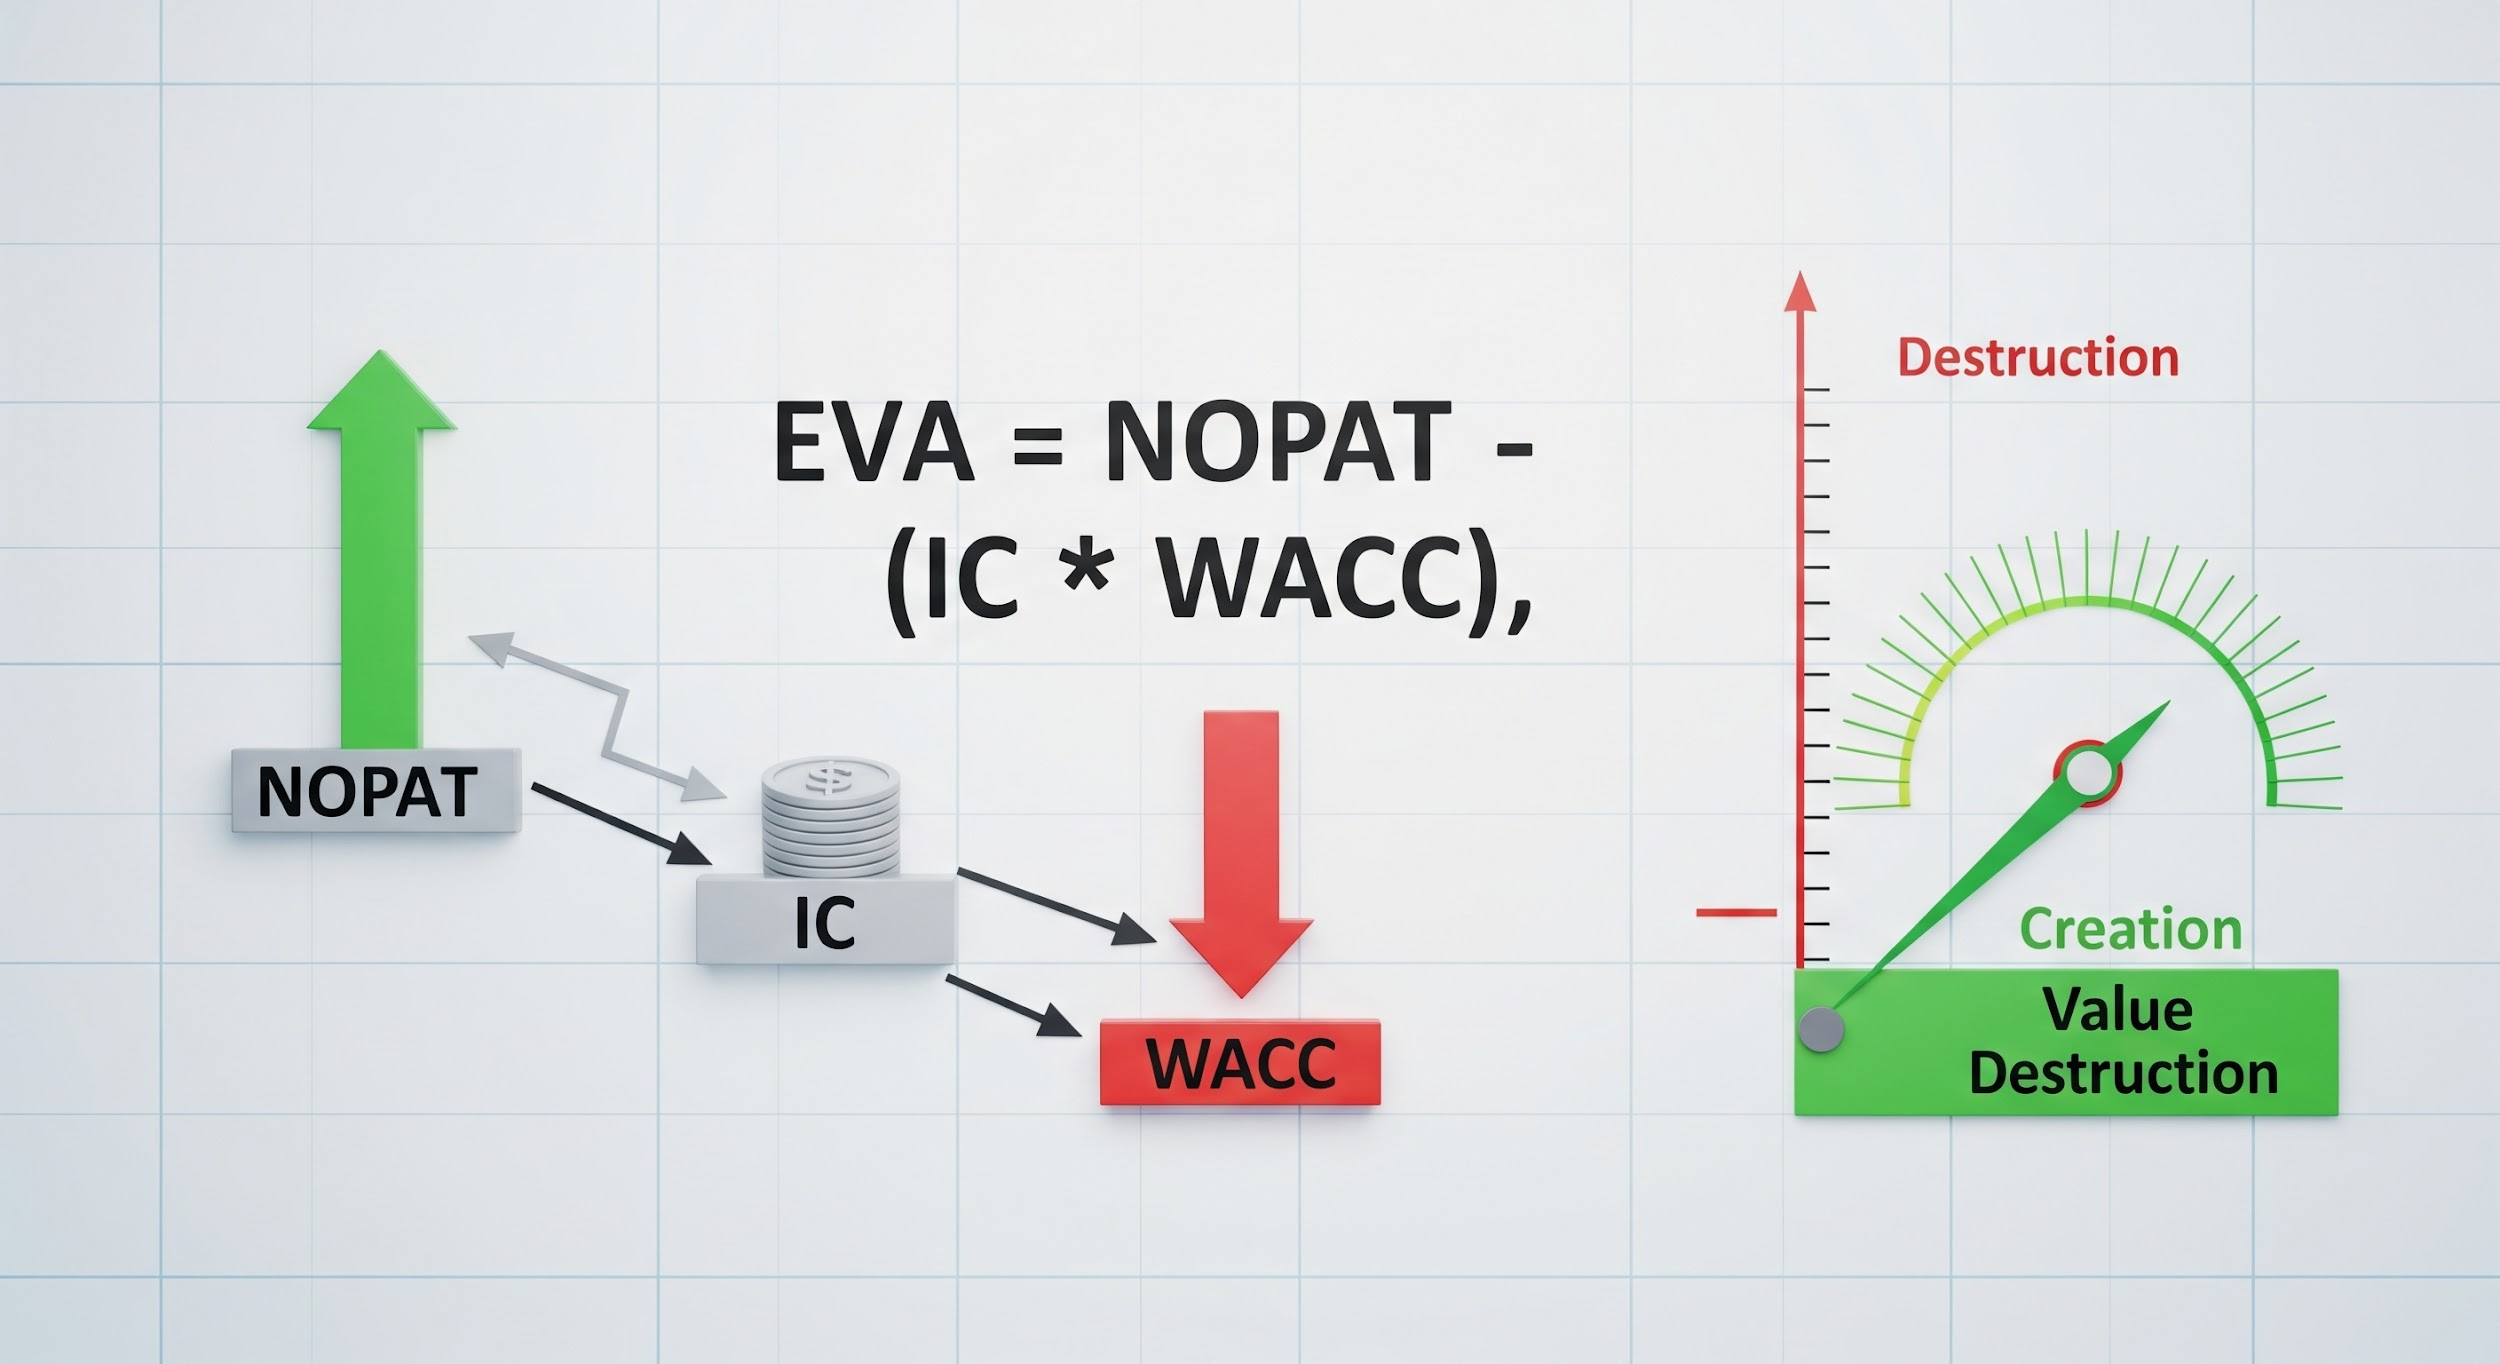 EVA = NOPAT -
(IC * WACC),
NOPAT
$
IC
WACC
Destruction
Creation
Value
Destruction